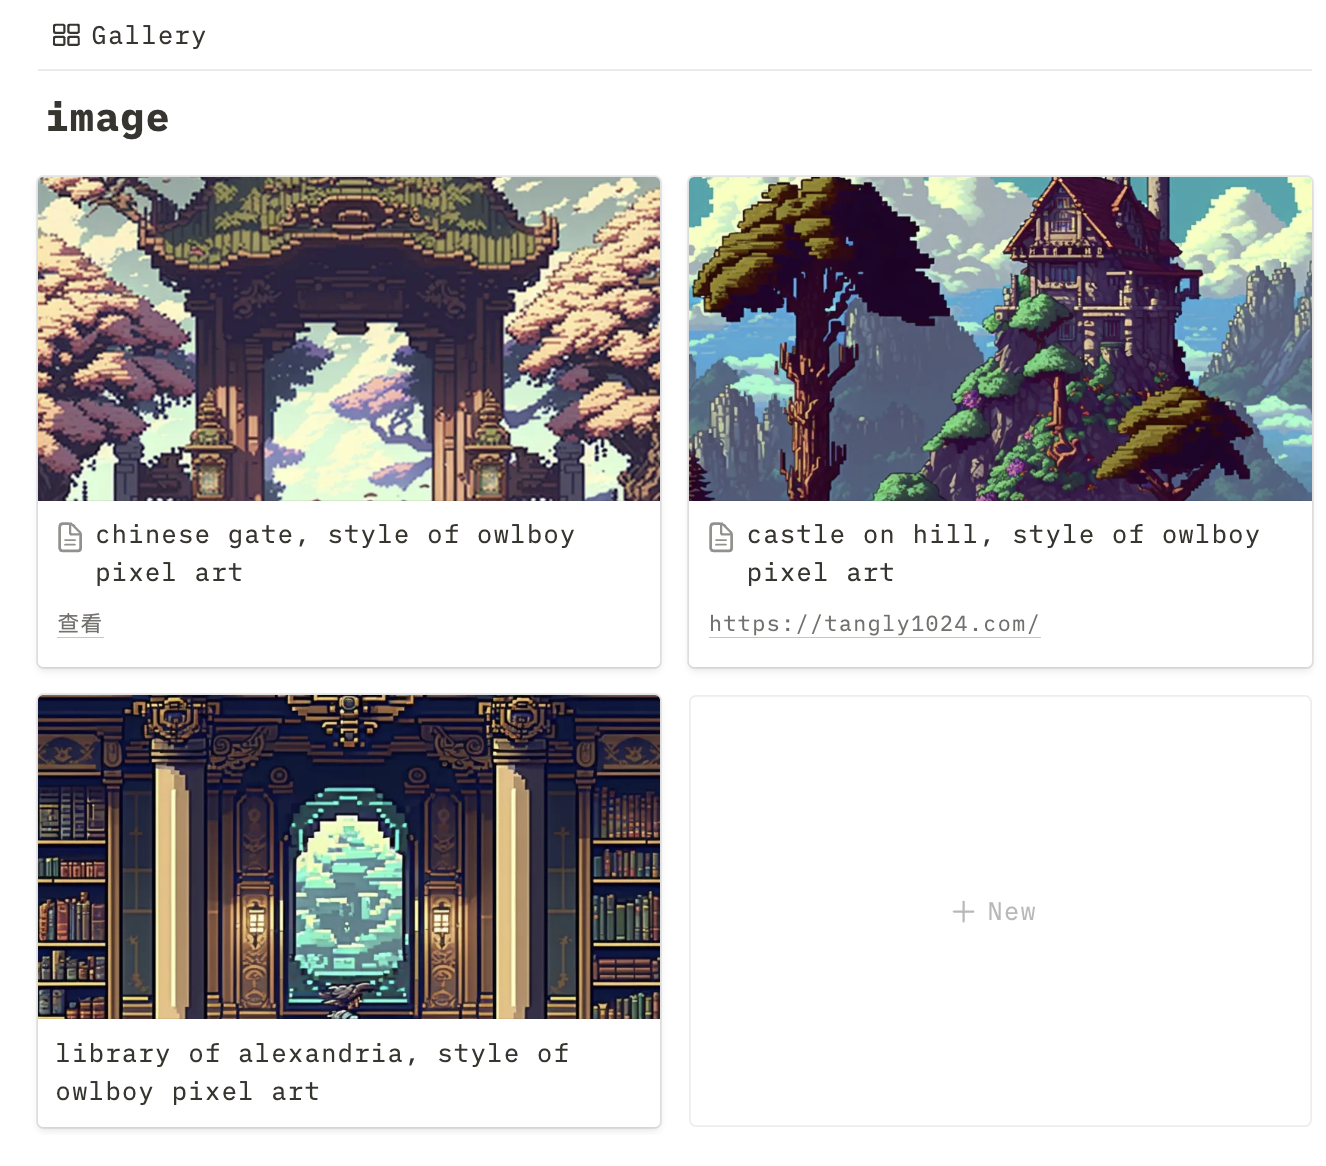 Gallery
image
chinese gate, style of owlboy
pixel art
查看
castle on hill, style of owlboy
pixel art
https://tangly1024.com/
library of alexandria, style of
owlboy pixel art
New